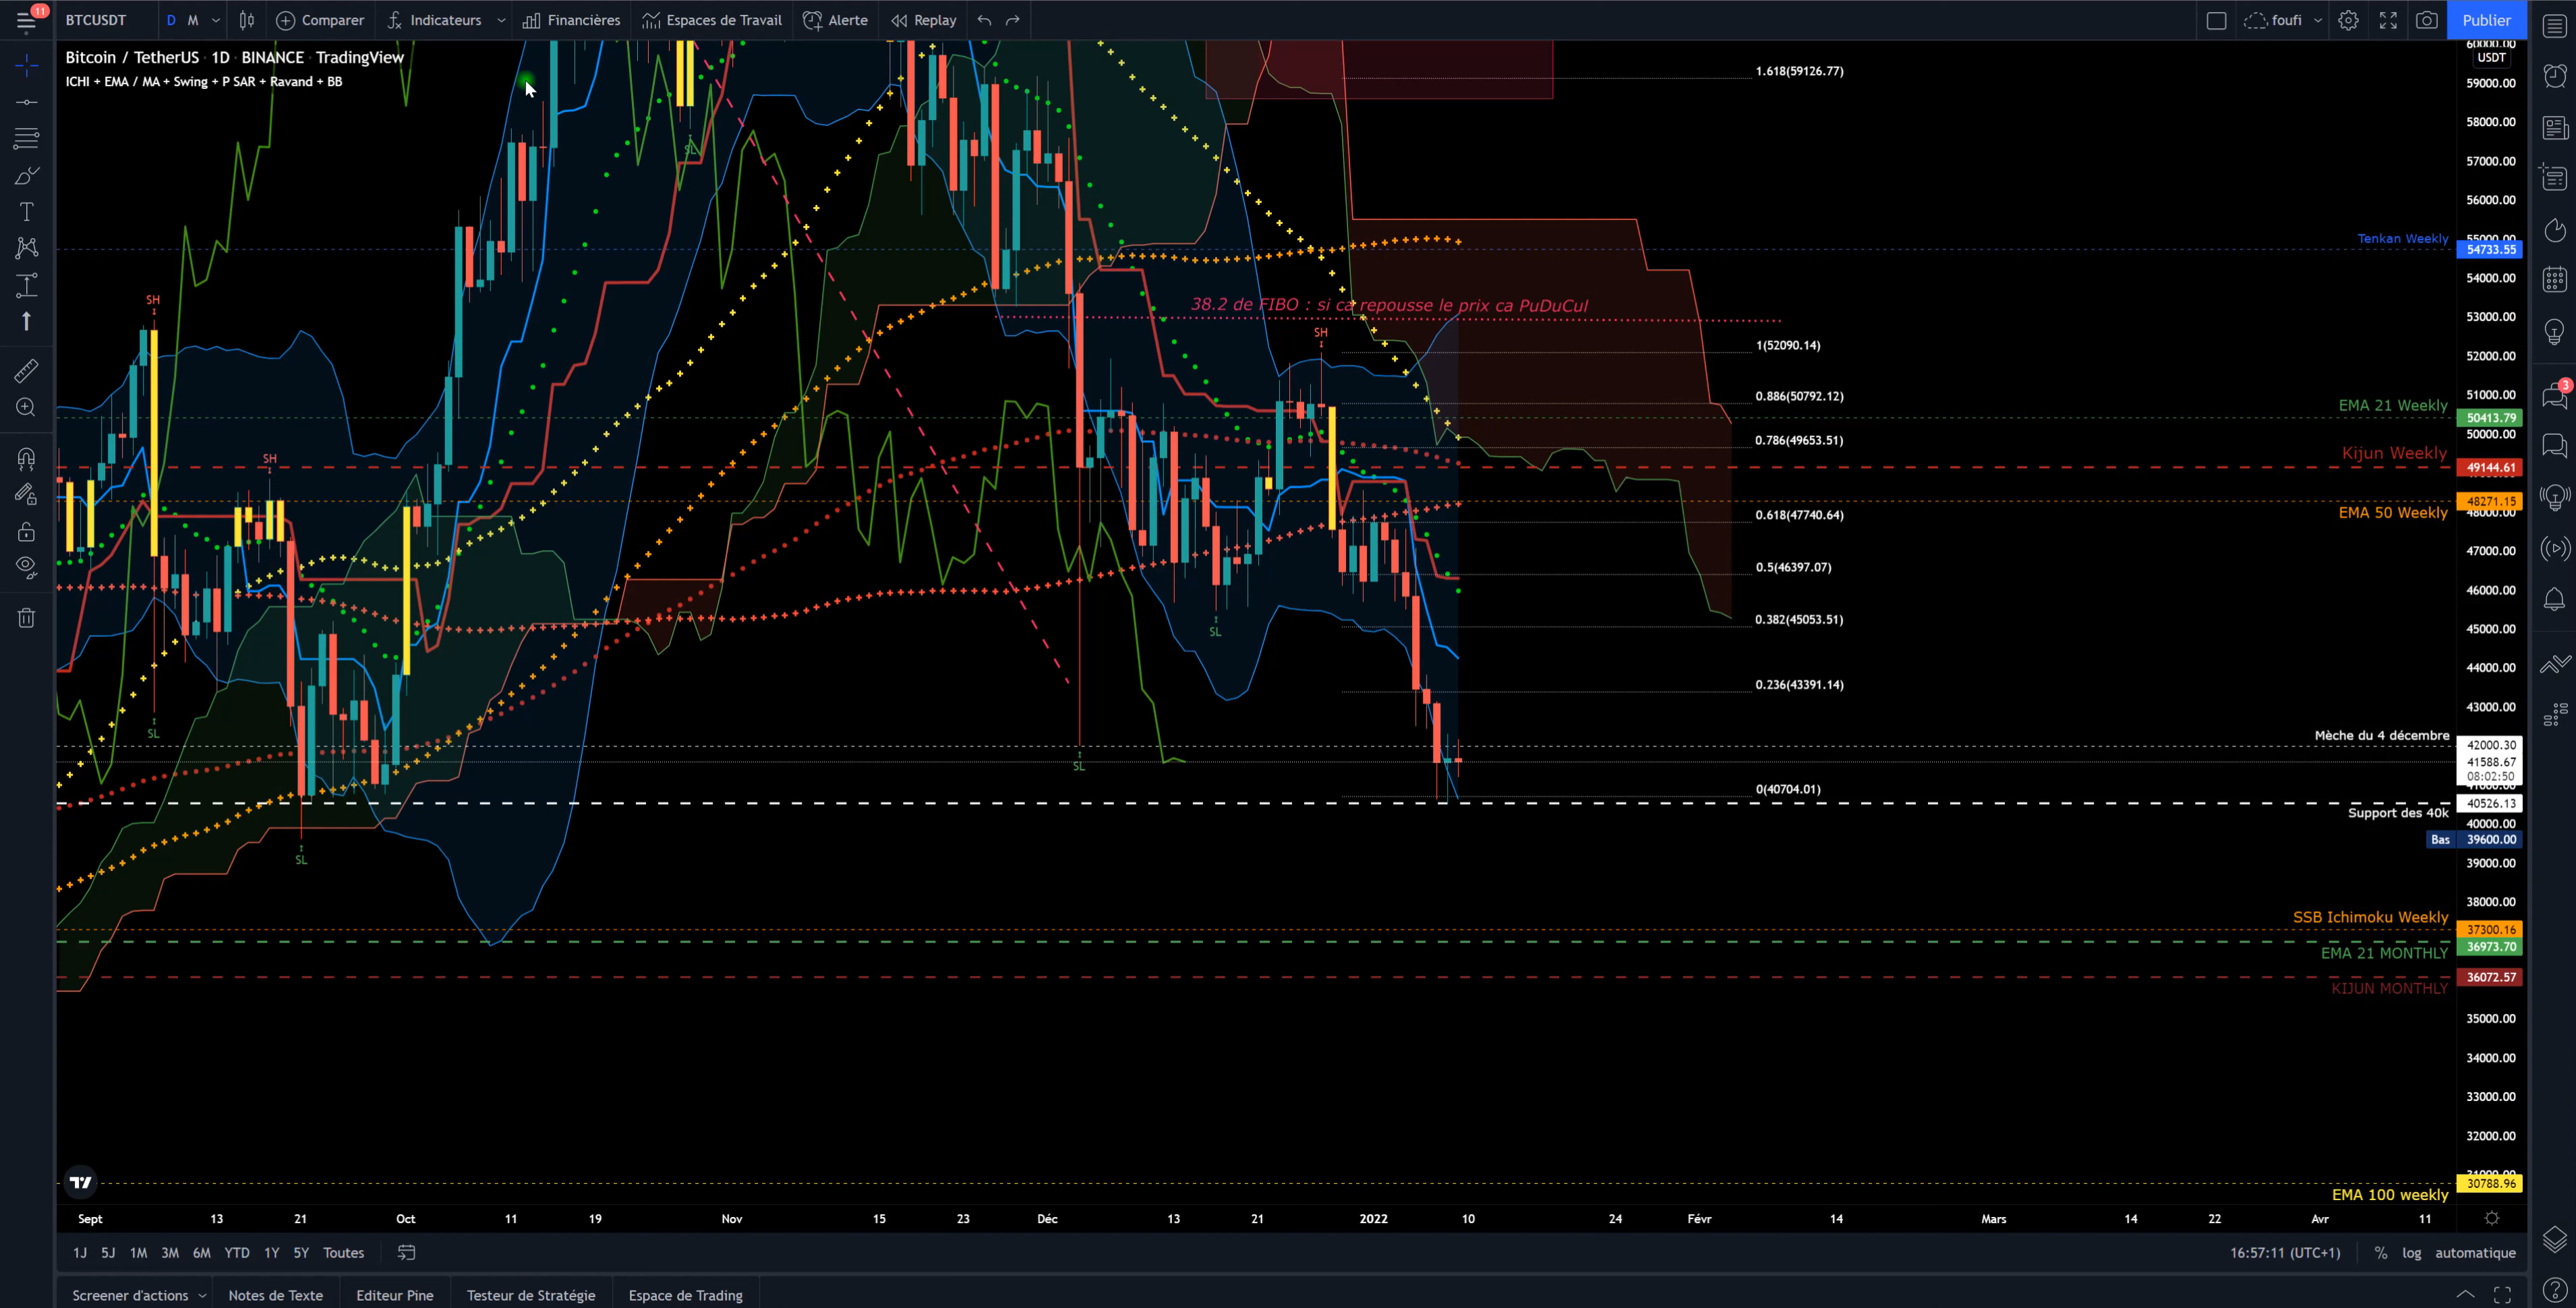 11
BTCUSDT D M Comparer Indicateurs Financières Espaces de Travail Alerte Replay foufi Publier
Bitcoin / TetherUS · 1D · BINANCE · TradingView
ICHI + EMA / MA + Swing + P SAR + Ravand + BB
USDT
1.618(59126.77)
59000.00
58000.00
57000.00
56000.00
Tenkan Weekly
54733.55
54000.00
38.2 de FIBO : si ca repousse le prix ca PuDuCul
53000.00
1(52090.14)
52000.00
0.886(50792.12)
51000.00
EMA 21 Weekly
50413.79
50000.00
0.786(49653.51)
Kijun Weekly
49144.61
48271.15
EMA 50 Weekly
48000.00
0.618(47740.64)
47000.00
0.5(46397.07)
46000.00
0.382(45053.51)
45000.00
44000.00
0.236(43391.14)
43000.00
Mèche du 4 décembre
42000.30
41588.67
08:02:50
0(40704.01)
40526.13
Support des 40k
40000.00
Bas 39600.00
39000.00
38000.00
SSB Ichimoku Weekly
37300.16
36973.70
EMA 21 MONTHLY
36072.57
KIJUN MONTHLY
35000.00
34000.00
33000.00
32000.00
30788.96
EMA 100 weekly
SH
SH
SH
SL
SL
SL
SL
SL
SL
3
Sept 13 21 Oct 11 19 Nov 15 23 Déc 13 21 2022 10 24 Févr 14 Mars 14 22 Avr 11
1J 5J 1M 3M 6M YTD 1Y 5Y Toutes 16:57:11 (UTC+1) % log automatique
Screener d'actions Notes de Texte Editeur Pine Testeur de Stratégie Espace de Trading